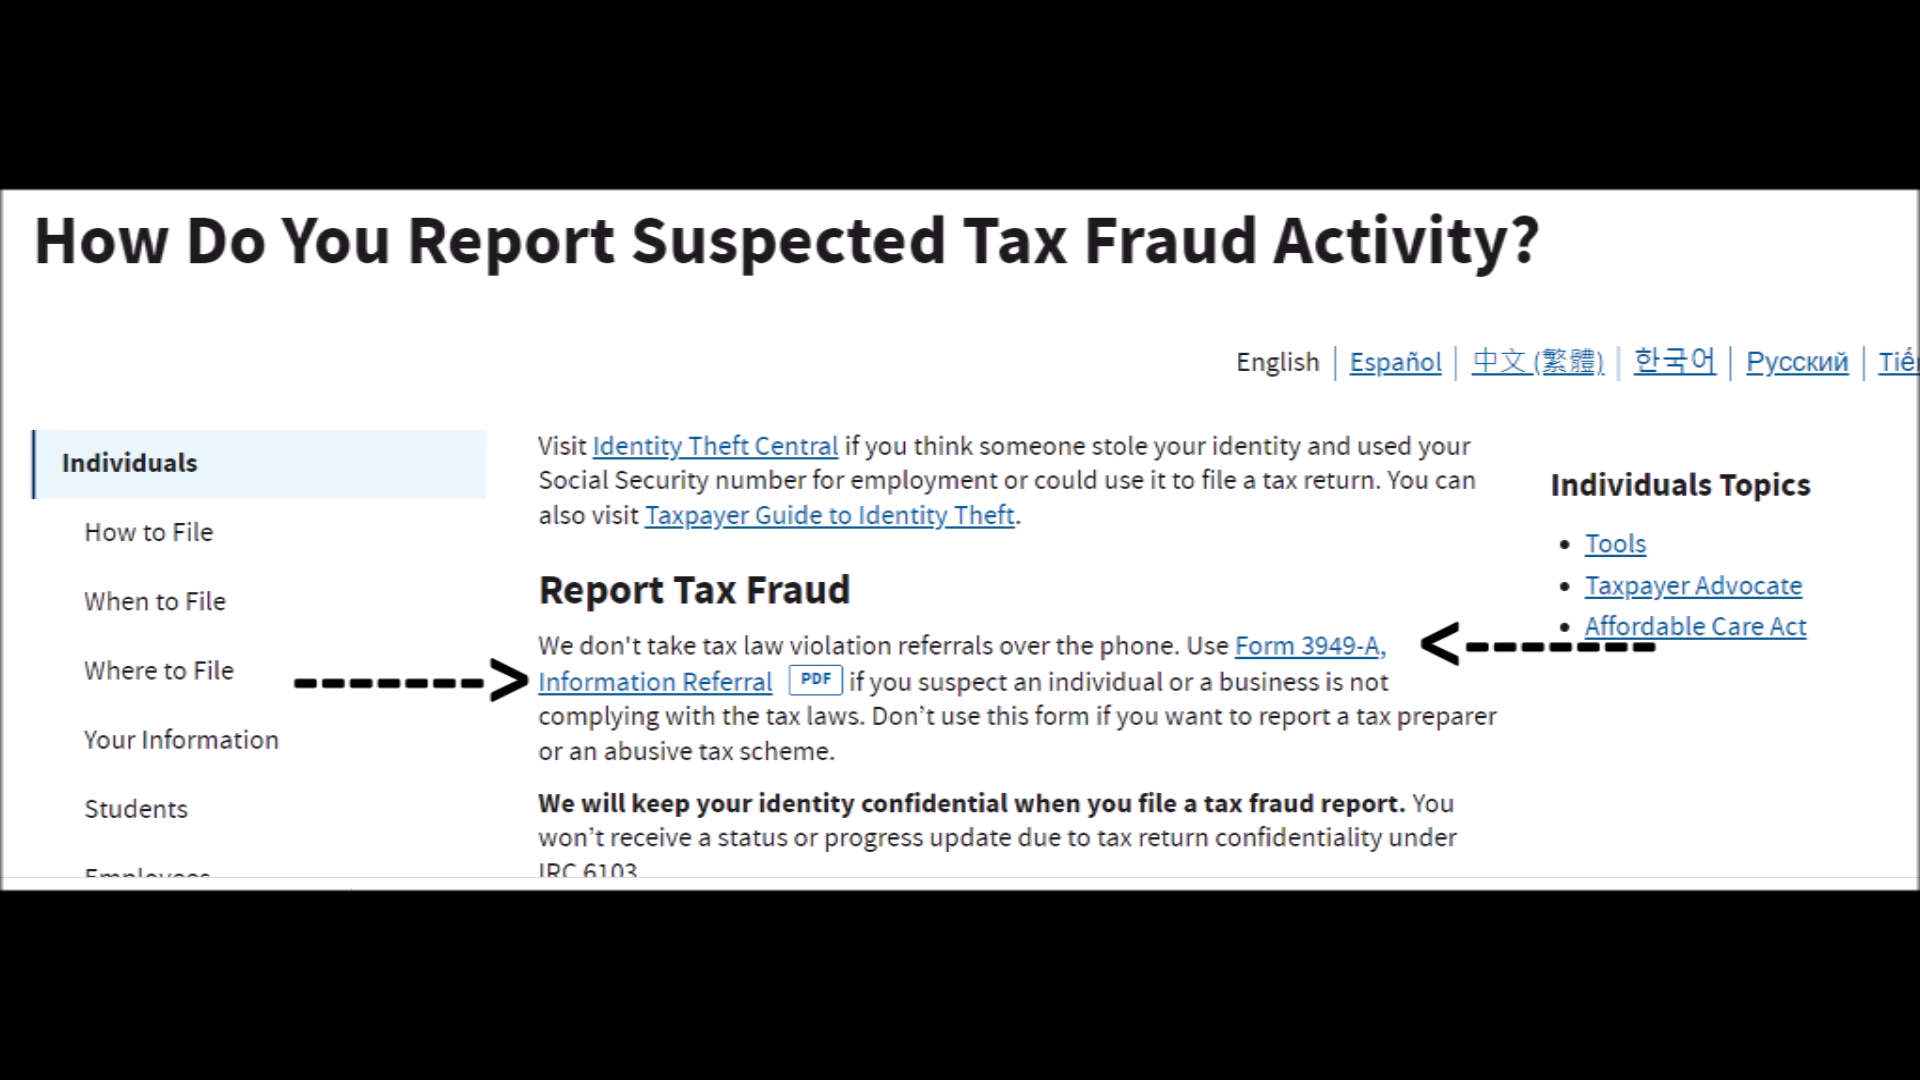 How Do You Report Suspected Tax Fraud Activity?
English | Español | 中文 (繁體) | 한국어 | Русский |
Individuals
How to File
When to File
Where to File
Your Information
Students
Employees
Visit Identity Theft Central if you think someone stole your identity and used your
Social Security number for employment or could use it to file a tax return. You can
also visit Taxpayer Guide to Identity Theft.
Report Tax Fraud
We don't take tax law violation referrals over the phone. Use Form 3949-A, <-------
-------> Information Referral PDF if you suspect an individual or a business is not
complying with the tax laws. Don’t use this form if you want to report a tax preparer
or an abusive tax scheme.
We will keep your identity confidential when you file a tax fraud report. You
won’t receive a status or progress update due to tax return confidentiality under
IRC 6103
Individuals Topics
• Tools
• Taxpayer Advocate
• Affordable Care Act